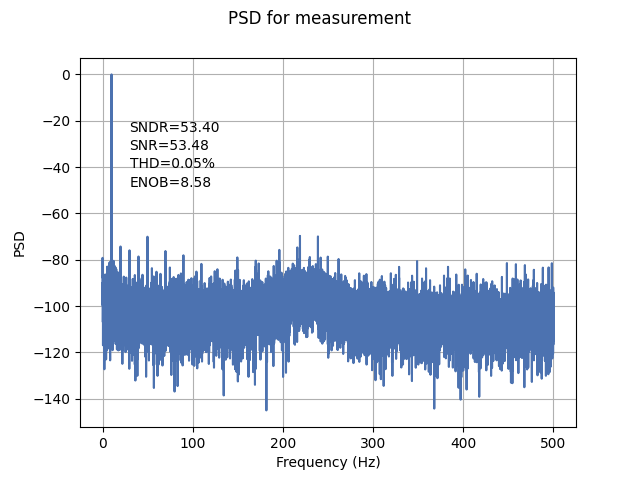 PSD for measurement
0
−20
−40
−60
−80
−100
−120
−140
PSD
SNDR=53.40
SNR=53.48
THD=0.05%
ENOB=8.58
0 100 200 300 400 500
Frequency (Hz)